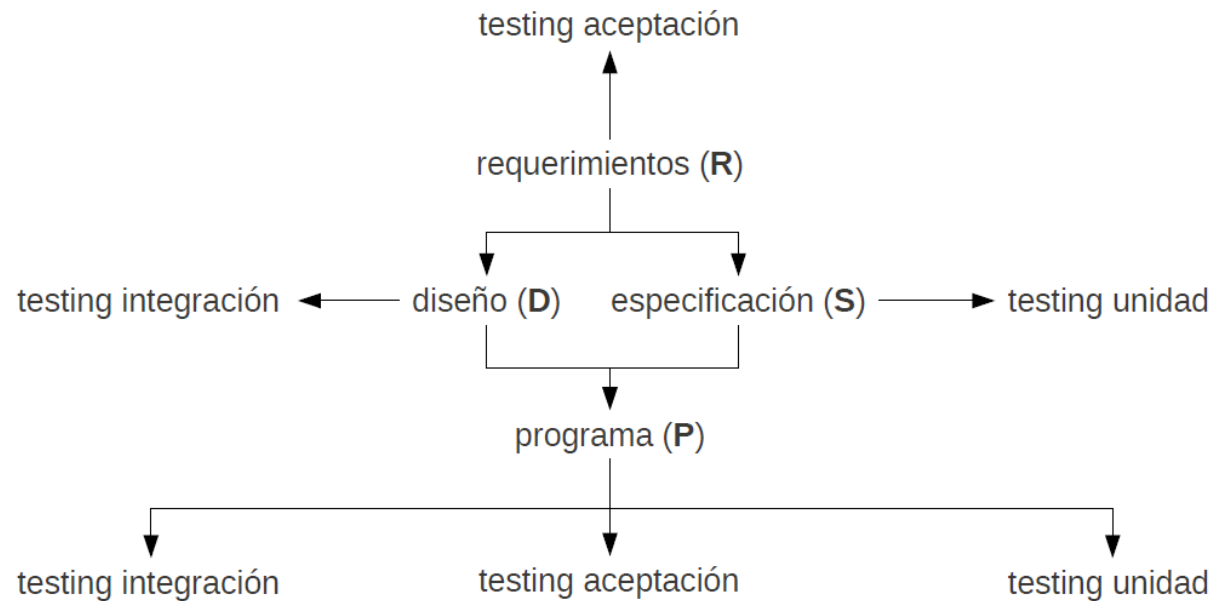 testing aceptación
requerimientos (R)
testing integración
diseño (D)
especificación (S)
testing unidad
programa (P)
testing integración
testing aceptación
testing unidad